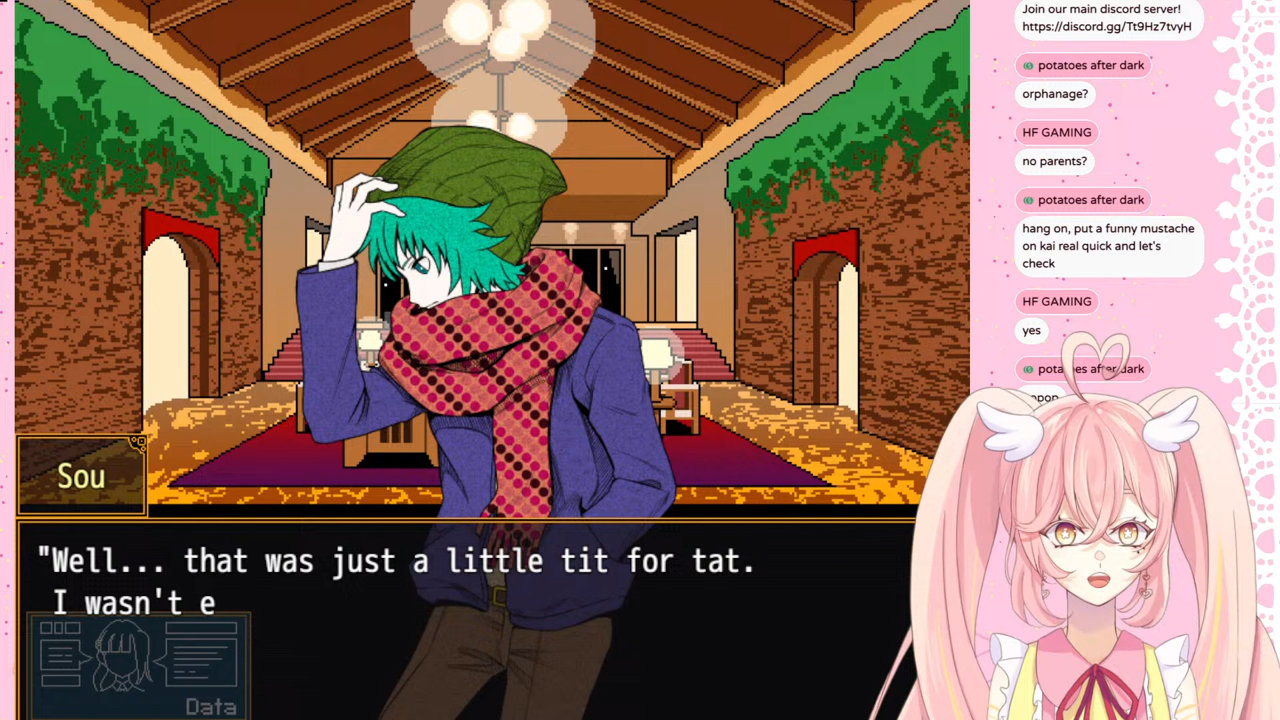 Join our main discord server!
https://discord.gg/Tt9Hz7tvyH
potatoes after dark
orphanage?
HF GAMING
no parents?
potatoes after dark
hang on, put a funny mustache
on kai real quick and let's
check
HF GAMING
yes
potatoes after dark
Sou
"Well... that was just a little tit for tat.
I wasn't e
Data